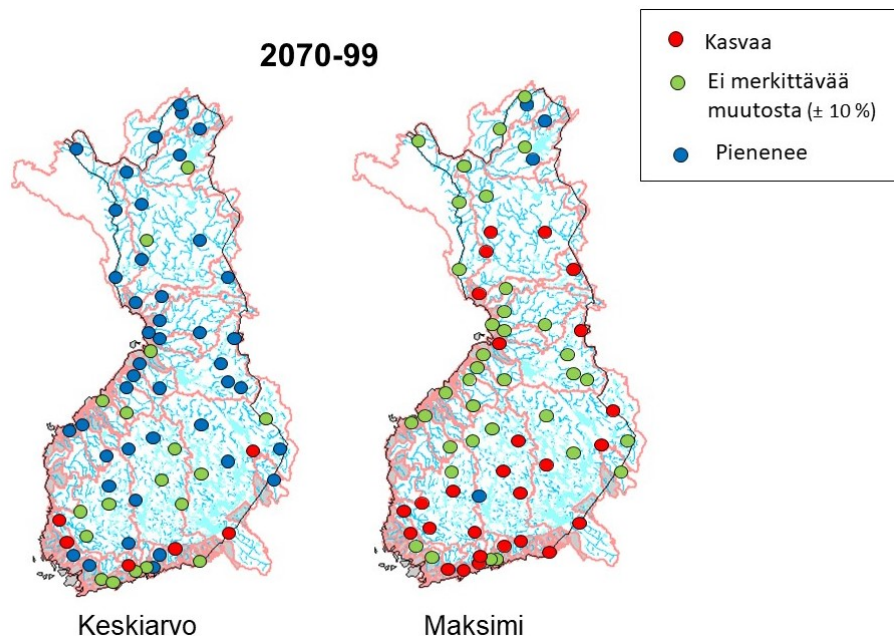 2070-99
Kasvaa
Ei merkittävää
muutosta (± 10 %)
Pienenee
Keskiarvo
Maksimi